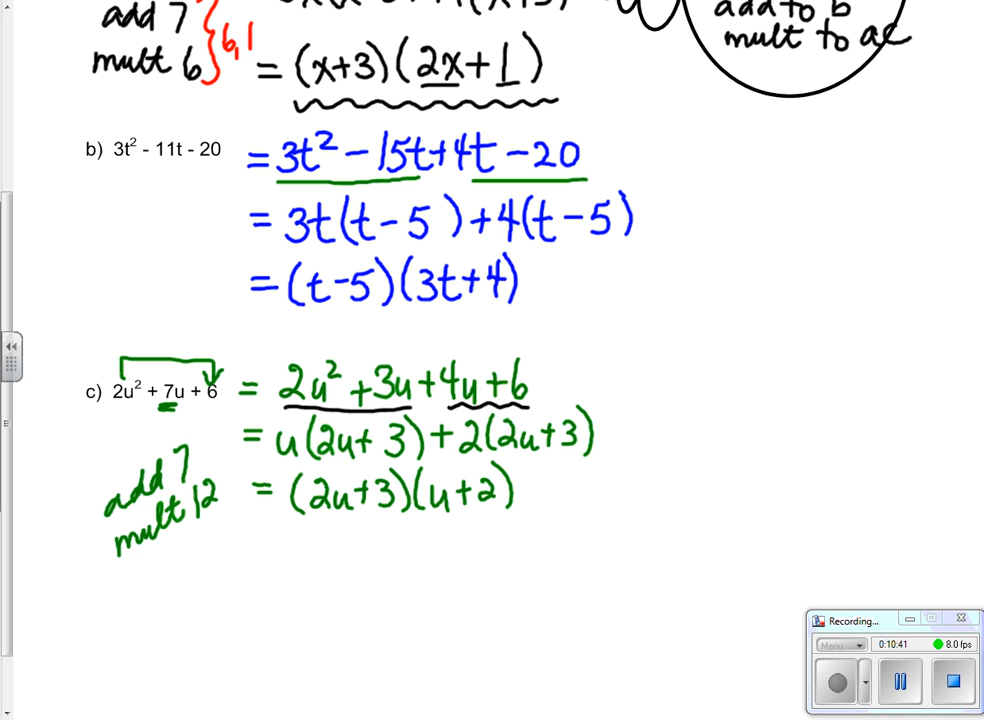 add 7
mult 6 } 6,1
= (x+3)(2x+1)
add to b
mult to ac
b) 3t² - 11t - 20 = 3t² - 15t + 4t - 20
= 3t(t - 5) + 4(t - 5)
= (t - 5)(3t + 4)
c) 2u² + 7u + 6 = 2u² + 3u + 4u + 6
= u(2u + 3) + 2(2u + 3)
add 7
mult 12
= (2u + 3)(u + 2)
Recording...
Menu
0:10:41
8.0 fps